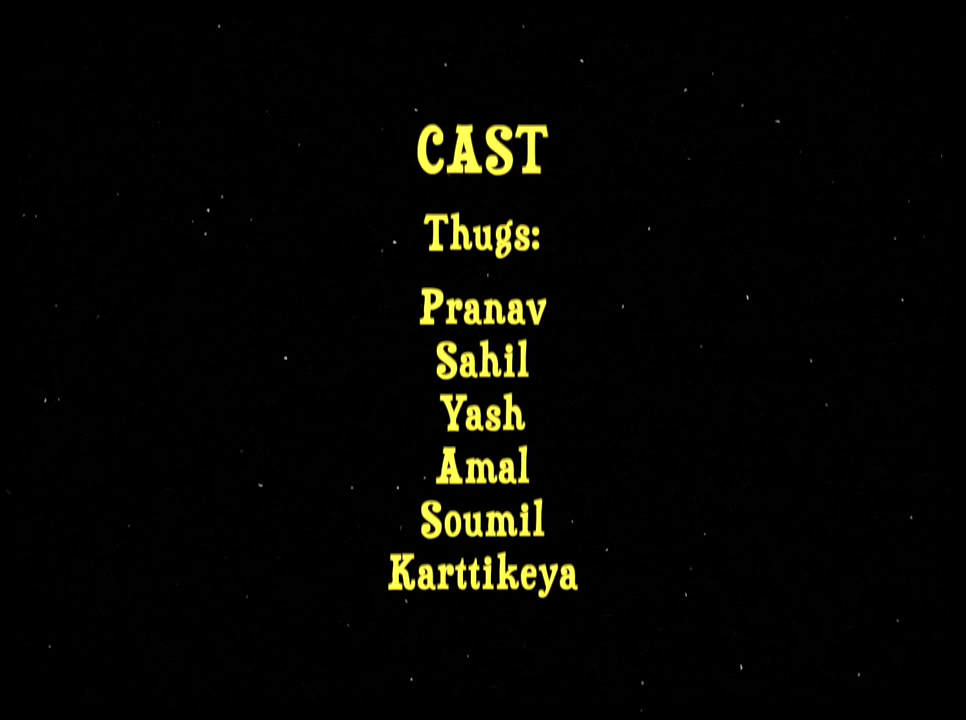 CAST
Thugs:
Pranav
Sahil
Yash
Amal
Soumil
Karttikeya